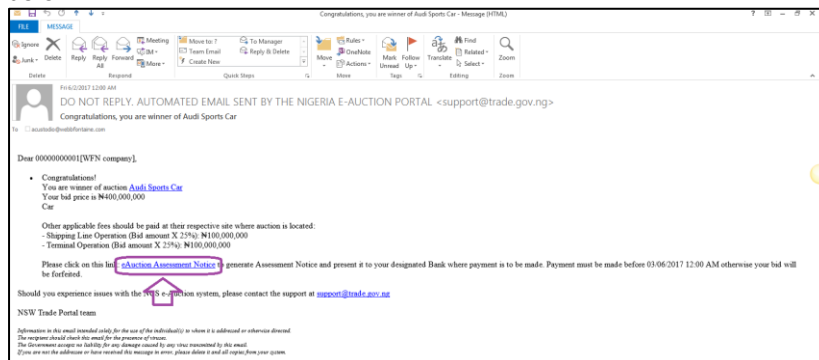 Congratulations, you are winner of Audi Sports Car - Message (HTML)
FILE MESSAGE
Ignore
Junk
Delete
Reply
Reply All
Forward
Meeting
IM
More
Move to: ?
Team Email
Create New
To Manager
Reply & Delete
Move
Rules
OneNote
Actions
Mark Unread
Follow Up
Translate
Find
Related
Select
Zoom
Delete Respond Quick Steps Move Tags Editing Zoom
Fri 6/2/2017 12:00 AM
DO NOT REPLY. AUTOMATED EMAIL SENT BY THE NIGERIA E-AUCTION PORTAL <support@trade.gov.ng>
Congratulations, you are winner of Audi Sports Car
To
Dear 00000000001[WFN company],
• Congratulations!
You are winner of auction Audi Sports Car
Your bid price is ₦400,000,000
Car
Other applicable fees should be paid at their respective site where auction is located:
- Shipping Line Operation (Bid amount X 25%): ₦100,000,000
- Terminal Operation (Bid amount X 25%): ₦100,000,000
Please click on this link eAuction Assessment Notice to generate Assessment Notice and present it to your designated Bank where payment is to be made. Payment must be made before 03/06/2017 12:00 AM otherwise your bid will
be forfeited.
Should you experience issues with the NCS e-Auction system, please contact the support at support@trade.gov.ng
NSW Trade Portal team
Information in this email intended solely for the use of the individual(s) to whom it is addressed or otherwise directed.
The recipient should check this email for the presence of viruses.
The Government accepts no liability for any damage caused by any virus transmitted by this email.
If you are not the addressee or have received this message in error, please delete it and all copies from your system.